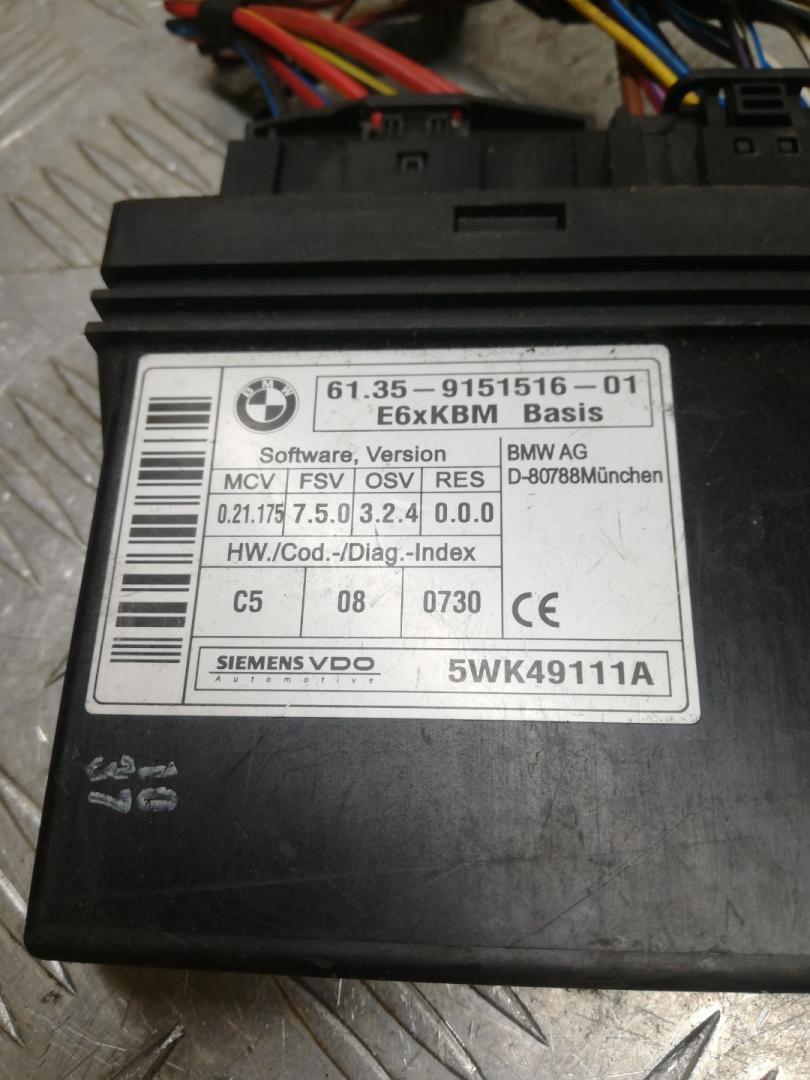 BMW
61.35-9151516-01
E6xKBM Basis
Software, Version
MCV FSV OSV RES
0.21.175 7.5.0 3.2.4 0.0.0
HW./Cod.-/Diag.-Index
C5 08 0730
BMW AG
D-80788München
CE
SIEMENS VDO
Automotive
5WK49111A